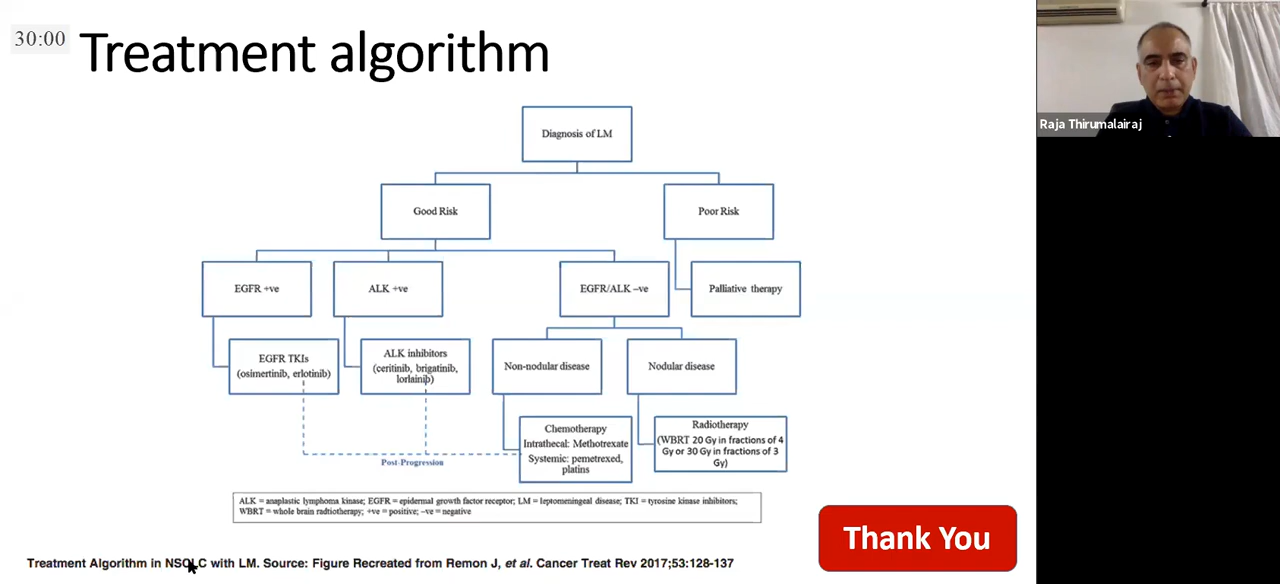 30:00
Treatment algorithm
Raja Thirumalairaj
Diagnosis of LM
Good Risk
Poor Risk
EGFR +ve
ALK +ve
EGFR/ALK –ve
Palliative therapy
EGFR TKIs
(osimertinib, erlotinib)
ALK inhibitors
(ceritinib, brigatinib,
lorlainib)
Non-nodular disease
Nodular disease
Chemotherapy
Intrathecal: Methotrexate
Systemic: pemetrexed,
platins
Radiotherapy
(WBRT 20 Gy in fractions of 4
Gy or 30 Gy in fractions of 3
Gy)
Post-Progression
ALK = anaplastic lymphoma kinase; EGFR = epidermal growth factor receptor; LM = leptomeningeal disease; TKI = tyrosine kinase inhibitors;
WBRT = whole brain radtiotherapy; +ve = positive; –ve = negative
Thank You
Treatment Algorithm in NSCLC with LM. Source: Figure Recreated from Remon J, et al. Cancer Treat Rev 2017;53:128-137